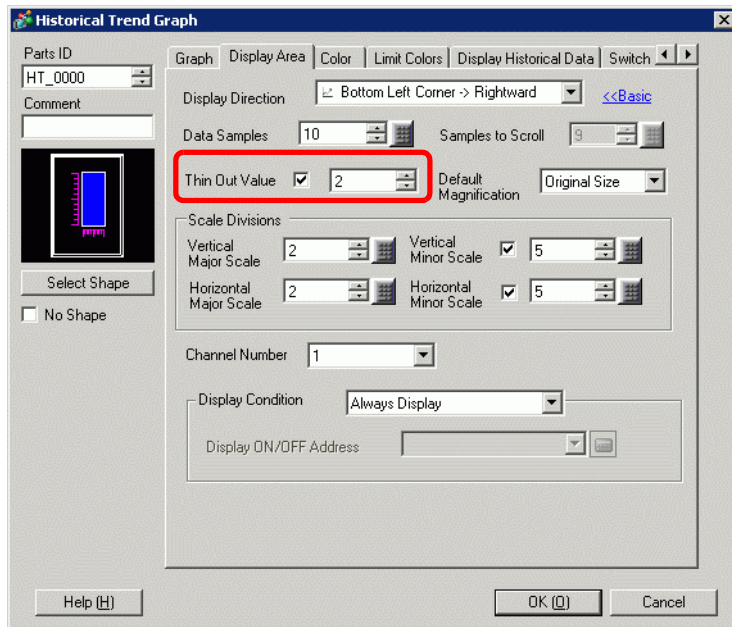 Historical Trend Graph
Parts ID
HT_0000
Comment
Select Shape
No Shape
Graph Display Area Color Limit Colors Display Historical Data Switch
Display Direction Bottom Left Corner -> Rightward <<Basic
Data Samples 10 Samples to Scroll 9
Thin Out Value 2 Default Magnification Original Size
Scale Divisions
Vertical Major Scale 2 Vertical Minor Scale 5
Horizontal Major Scale 2 Horizontal Minor Scale 5
Channel Number 1
Display Condition Always Display
Display ON/OFF Address
Help (H) OK (O) Cancel